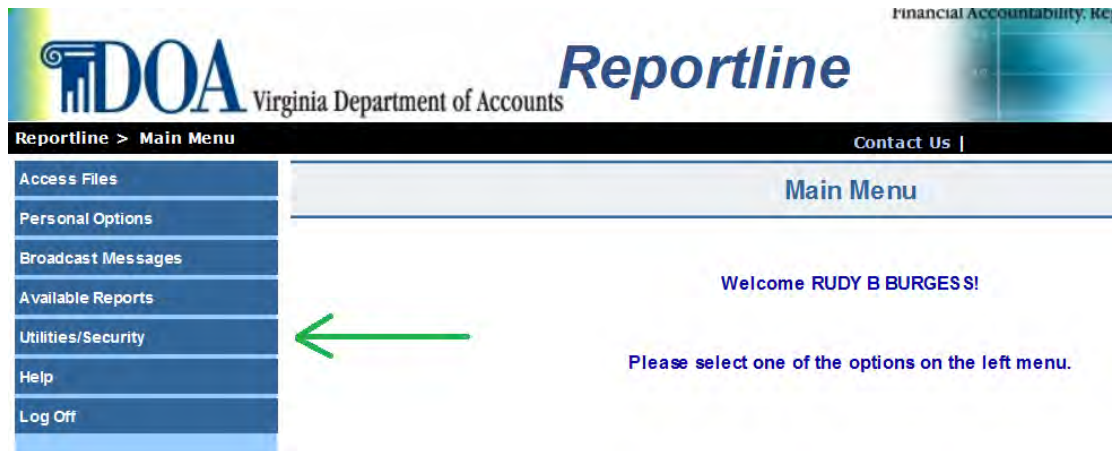 Financial Accountability. Re
DOA Virginia Department of Accounts
Reportline
Reportline > Main Menu
Contact Us |
Access Files
Personal Options
Broadcast Messages
Available Reports
Utilities/Security
Help
Log Off
Main Menu
Welcome RUDY B BURGESS!
Please select one of the options on the left menu.